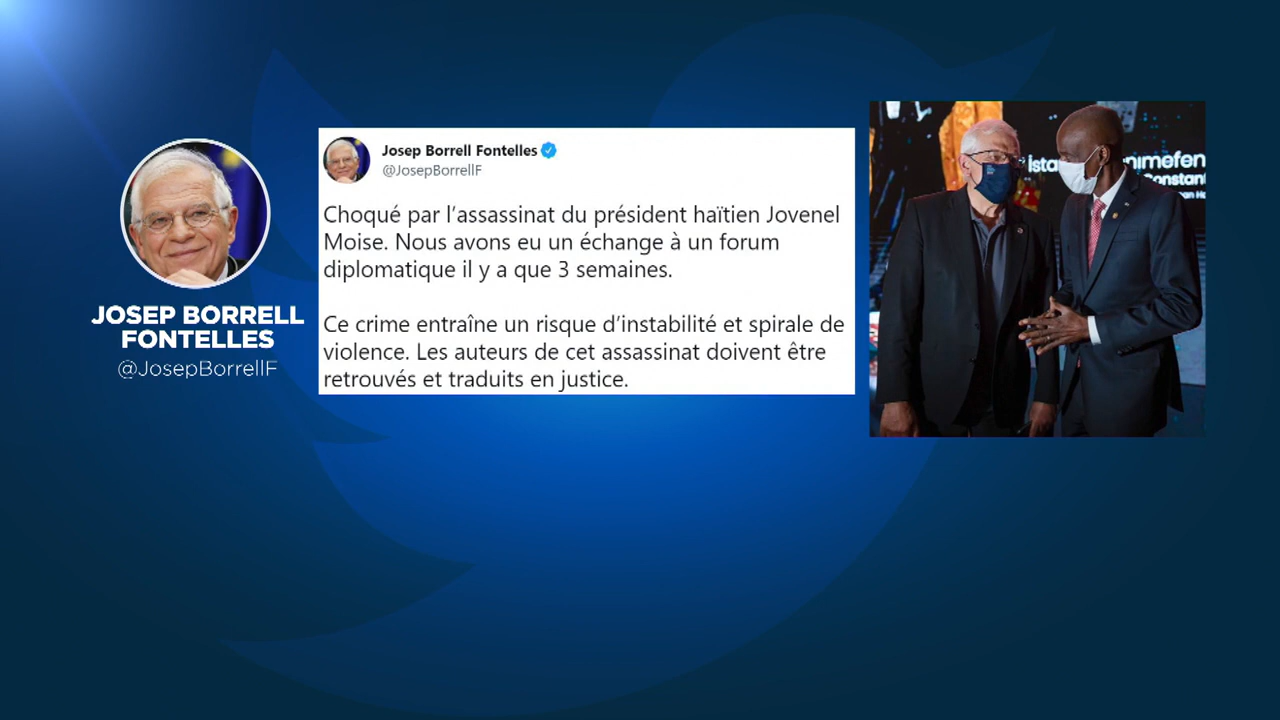 JOSEP BORRELL
FONTELLES
@JosepBorrellF
Josep Borrell Fontelles
@JosepBorrellF
Choqué par l’assassinat du président haïtien Jovenel
Moise. Nous avons eu un échange à un forum
diplomatique il y a que 3 semaines.
Ce crime entraîne un risque d’instabilité et spirale de
violence. Les auteurs de cet assassinat doivent être
retrouvés et traduits en justice.